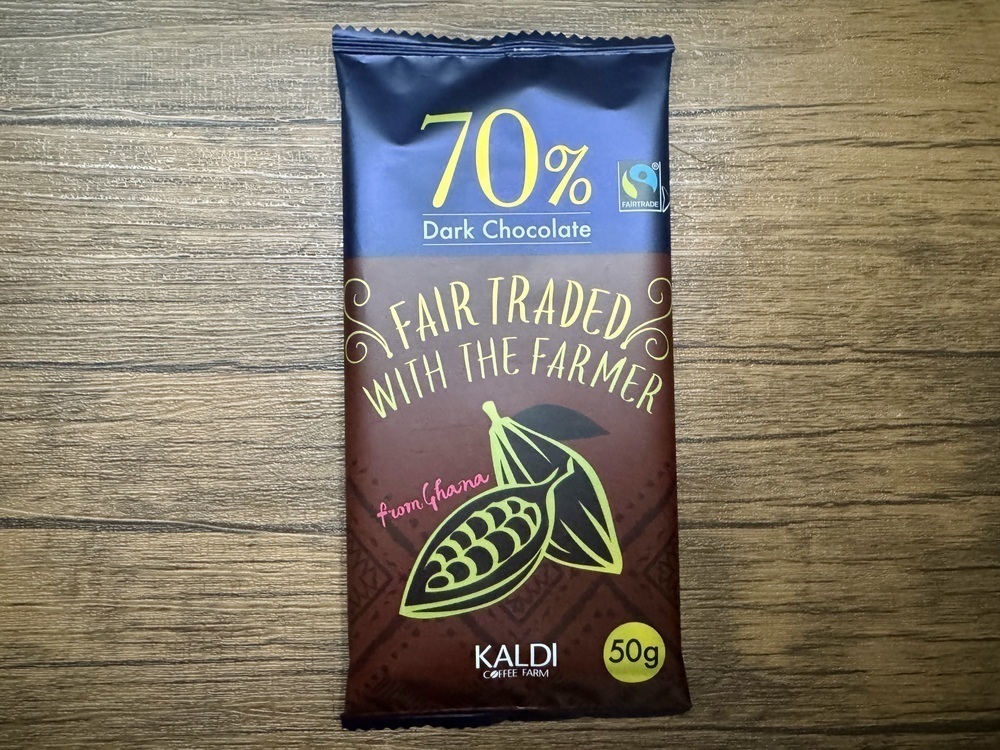 70%
Dark Chocolate
FAIRTRADE
FAIR TRADED
WITH THE FARMER
from Ghana
KALDI
COFFEE FARM
50g